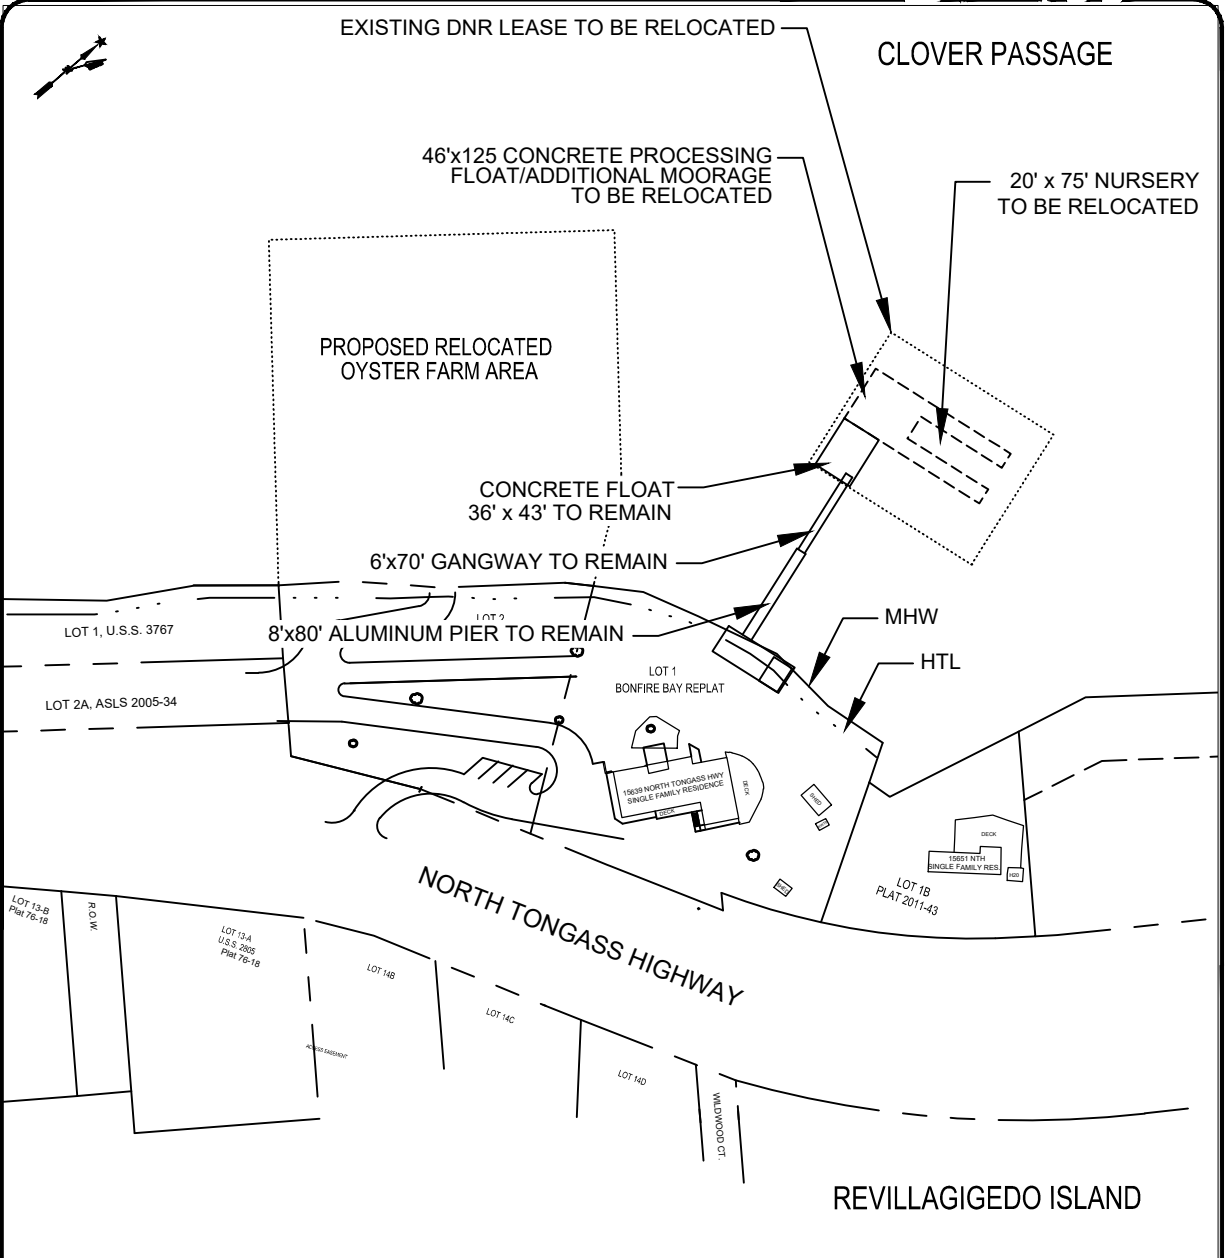 EXISTING DNR LEASE TO BE RELOCATED
CLOVER PASSAGE
46'x125 CONCRETE PROCESSING
FLOAT/ADDITIONAL MOORAGE
TO BE RELOCATED
20' x 75' NURSERY
TO BE RELOCATED
PROPOSED RELOCATED
OYSTER FARM AREA
CONCRETE FLOAT
36' x 43' TO REMAIN
6'x70' GANGWAY TO REMAIN
LOT 2
8'x80' ALUMINUM PIER TO REMAIN
MHW
HTL
LOT 1, U.S.S. 3767
LOT 2A, ASLS 2005-34
LOT 1
BONFIRE BAY REPLAT
15639 NORTH TONGASS HWY
SINGLE FAMILY RESIDENCE
DECK
DECK
SHED
SHED
DECK
15651 NTH
SINGLE FAMILY RES.
H20
LOT 1B
PLAT 2011-43
NORTH TONGASS HIGHWAY
LOT 13-B
Plat 76-18
R.O.W.
LOT 13-A
U.S.S. 2805
Plat 76-18
LOT 14B
LOT 14C
ACCESS EASEMENT
LOT 14D
WILDWOOD CT.
REVILLAGIGEDO ISLAND